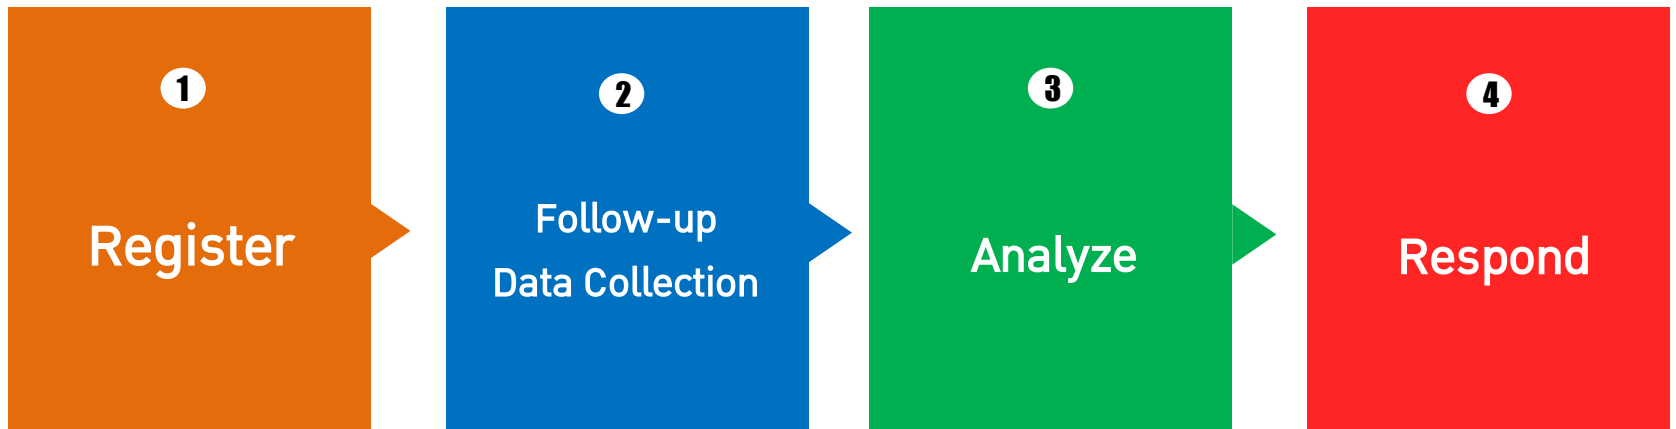 1
Register
2
Follow-up
Data Collection
3
Analyze
4
Respond